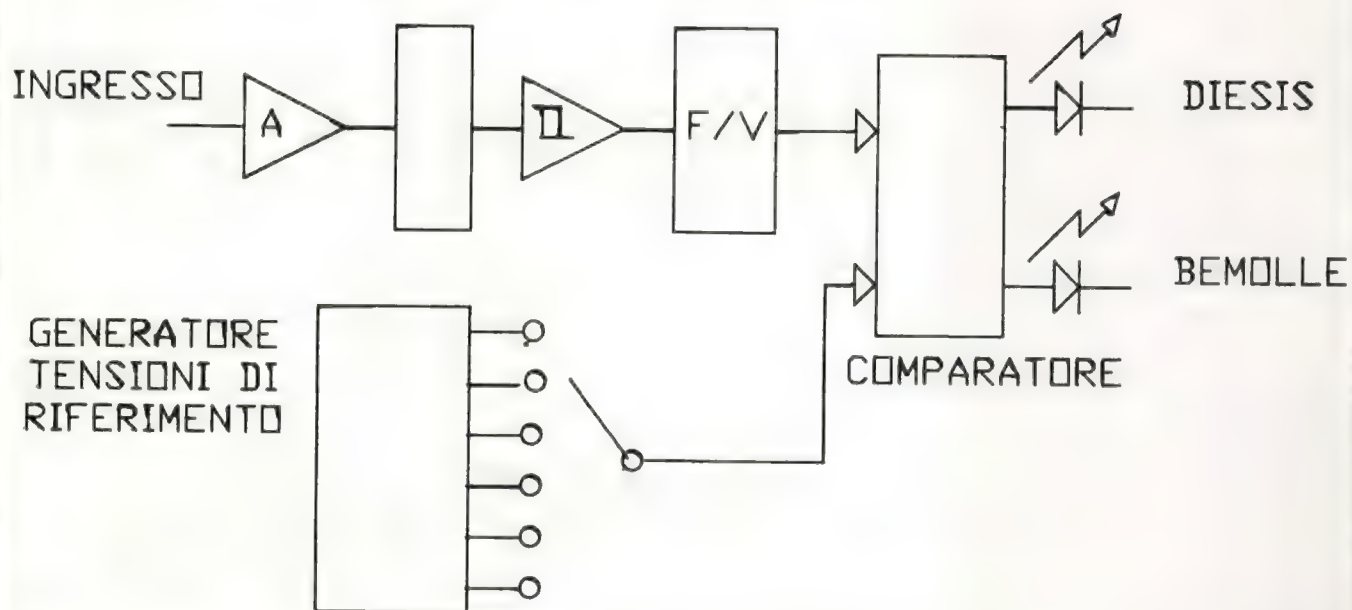 INGRESSO
A
F/V
DIESIS
BEMOLLE
GENERATORE
TENSIONI DI
RIFERIMENTO
COMPARATORE